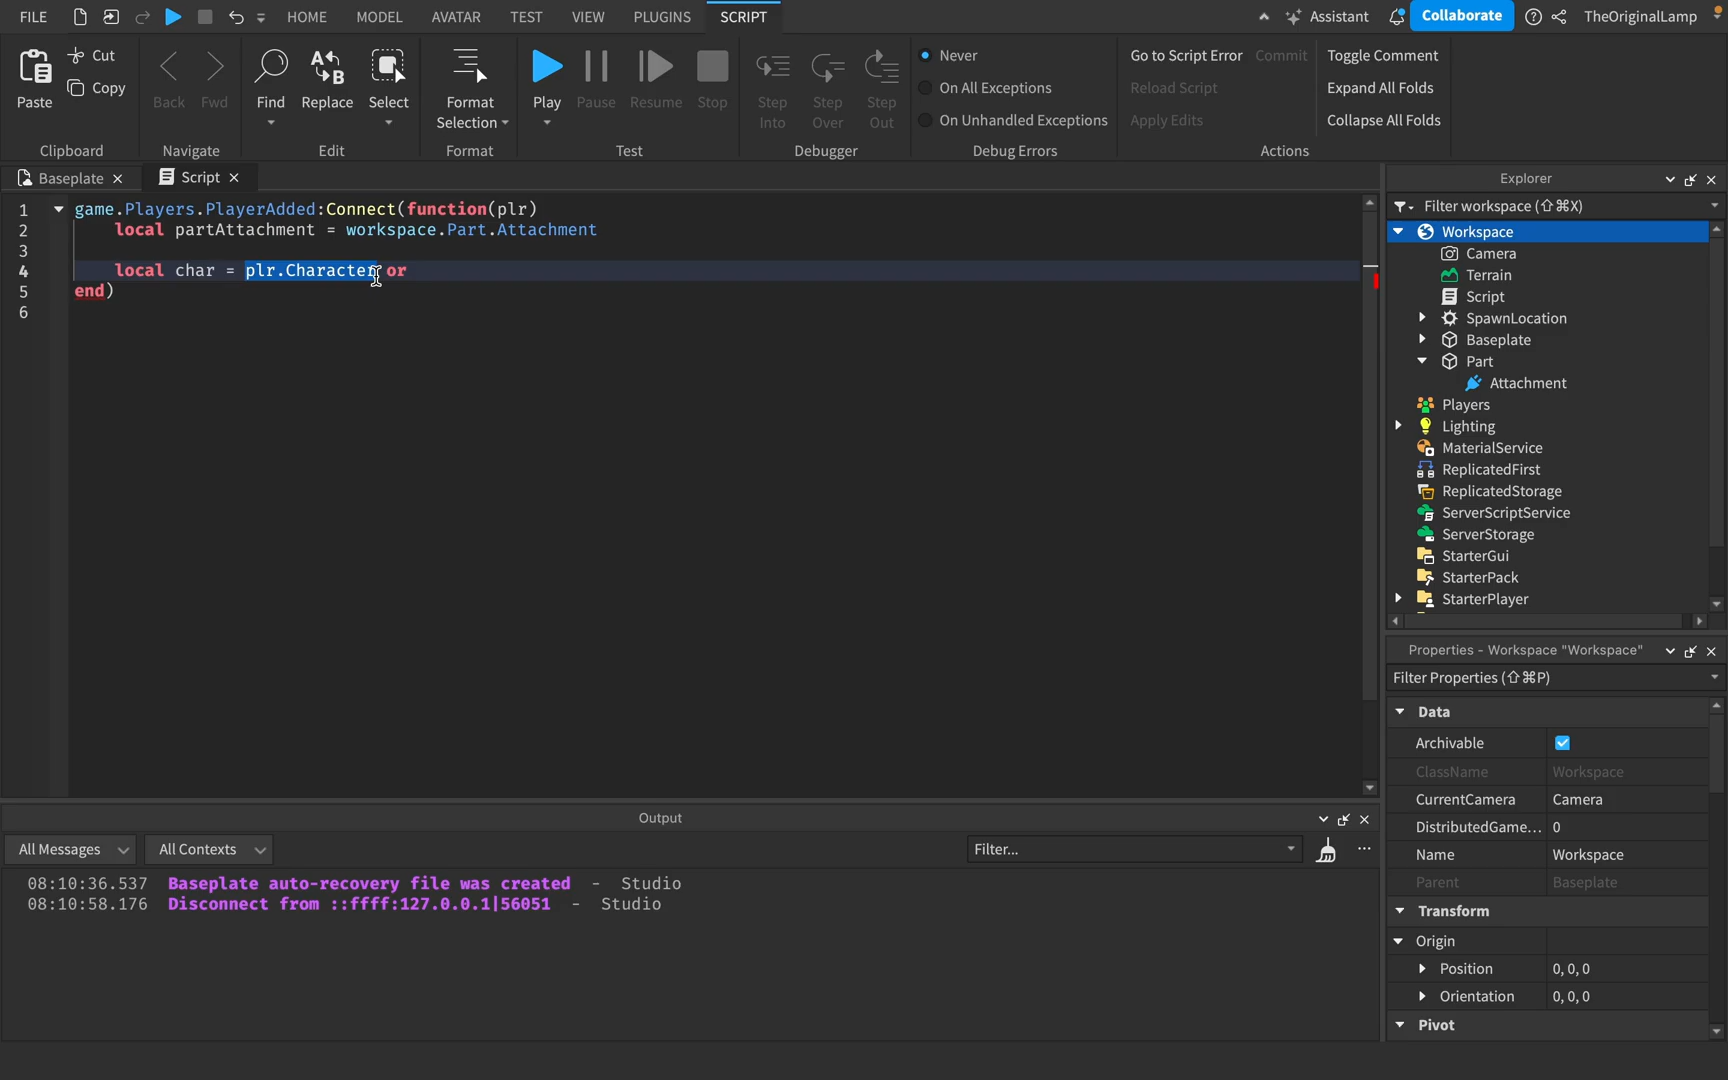 FILE HOME MODEL AVATAR TEST VIEW PLUGINS SCRIPT Assistant Collaborate TheOriginalLamp
Paste
Cut
Copy
Clipboard
Back Fwd
Navigate
Find Replace Select
Edit
Format
Selection
Format
Play Pause Resume Stop
Test
Step
Into
Step
Over
Step
Out
Debugger
Never
On All Exceptions
On Unhandled Exceptions
Debug Errors
Go to Script Error Commit
Reload Script
Apply Edits
Toggle Comment
Expand All Folds
Collapse All Folds
Actions
Baseplate Script
1 game.Players.PlayerAdded:Connect(function(plr)
2 local partAttachment = workspace.Part.Attachment
3
4 local char = plr.Character or
5 end)
6
Explorer
Filter workspace (⇧⌘X)
Workspace
Camera
Terrain
Script
SpawnLocation
Baseplate
Part
Attachment
Players
Lighting
MaterialService
ReplicatedFirst
ReplicatedStorage
ServerScriptService
ServerStorage
StarterGui
StarterPack
StarterPlayer
Properties - Workspace "Workspace"
Filter Properties (⇧⌘P)
Data
Archivable
ClassName Workspace
CurrentCamera Camera
DistributedGame... 0
Name Workspace
Parent Baseplate
Transform
Origin
Position 0, 0, 0
Orientation 0, 0, 0
Pivot
Output
All Messages All Contexts Filter... ...
08:10:36.537 Baseplate auto-recovery file was created - Studio
08:10:58.176 Disconnect from ::ffff:127.0.0.1|56051 - Studio